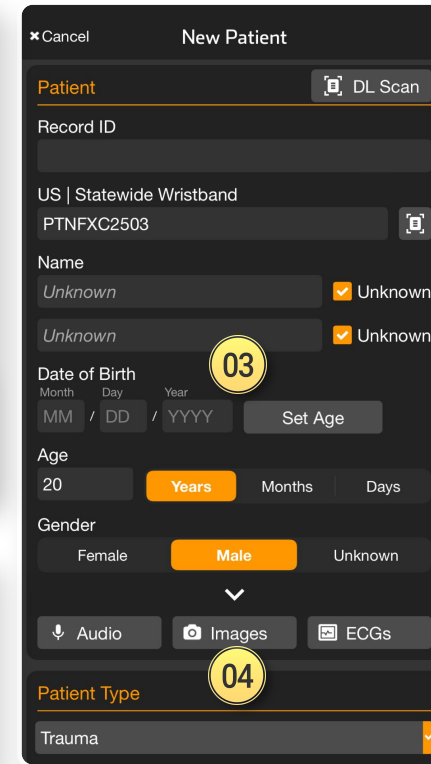 ×Cancel New Patient
Patient DL Scan
Record ID
US | Statewide Wristband
PTNFXC2503
Name
Unknown Unknown
Unknown Unknown
03
Date of Birth
Month Day Year
MM / DD / YYYY Set Age
Age
20 Years Months Days
Gender
Female Male Unknown
Audio Images ECGs
04
Patient Type
Trauma